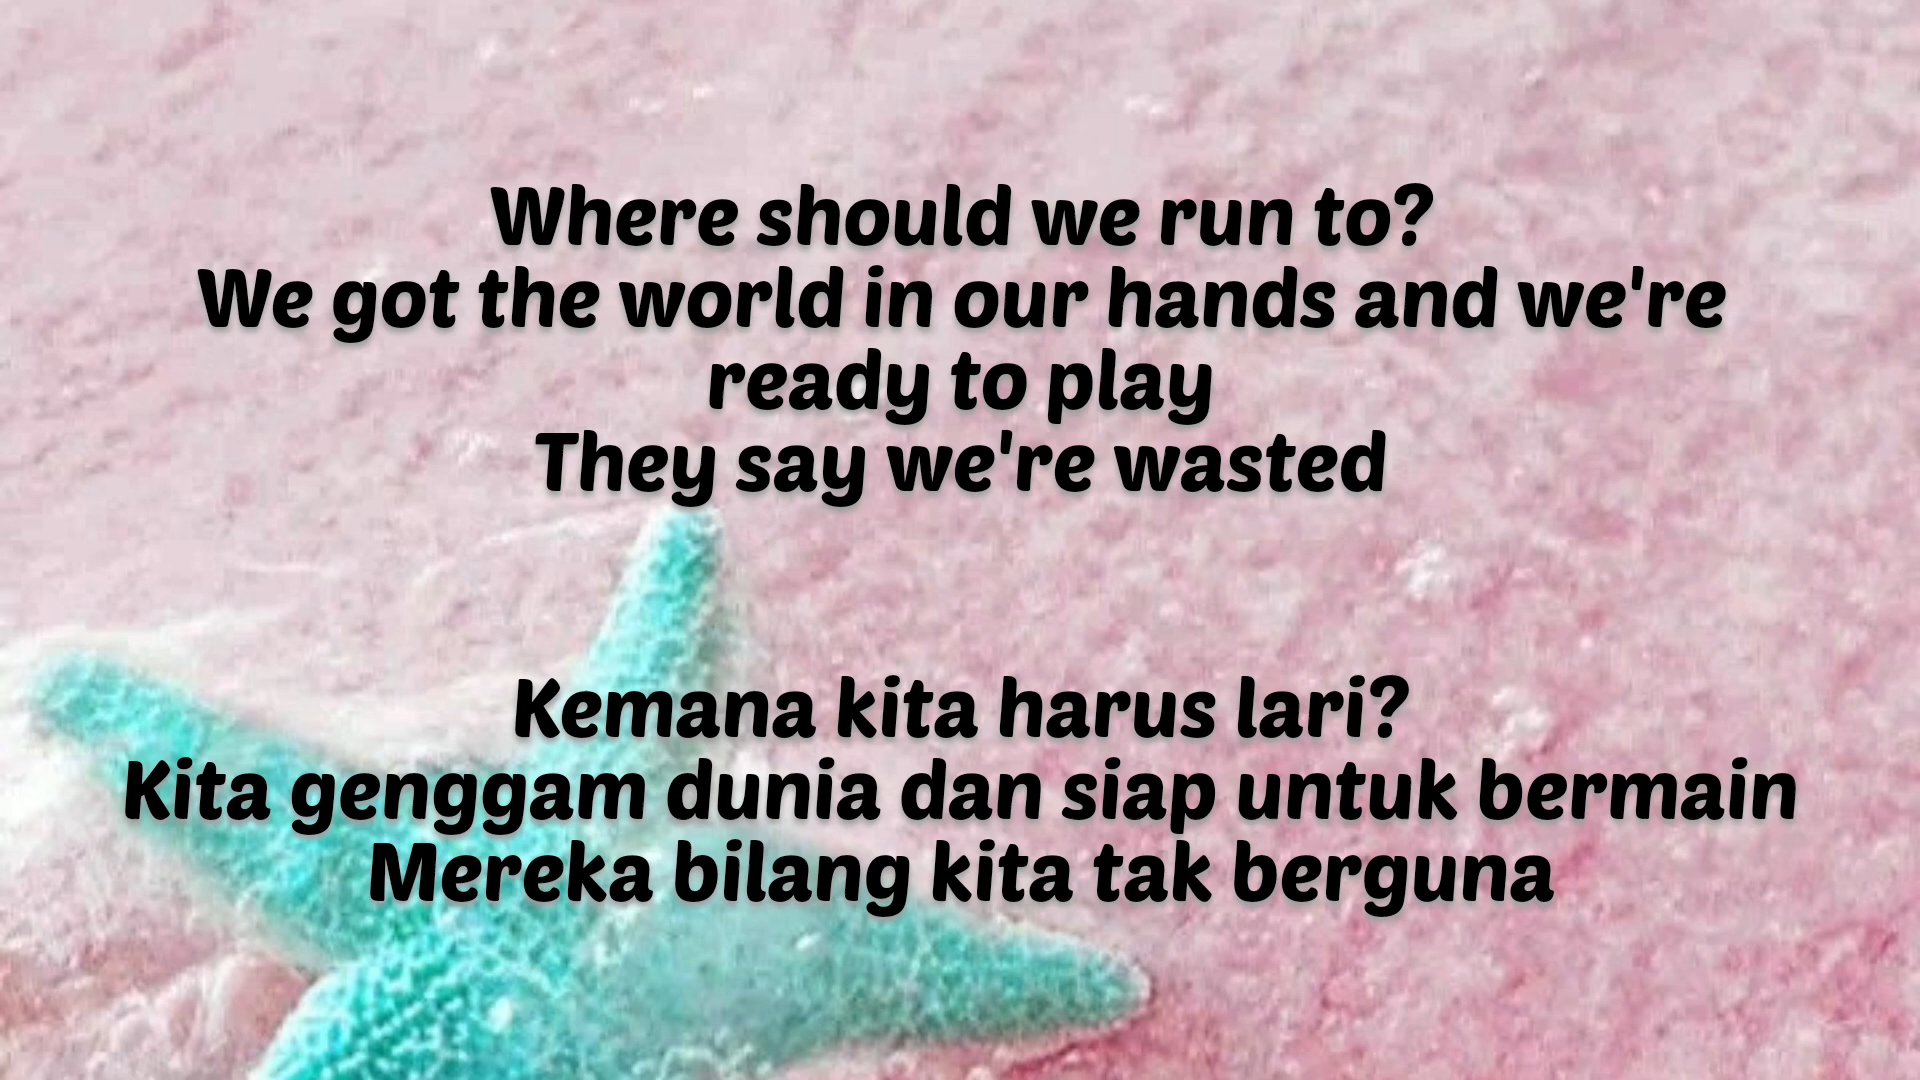 Where should we run to?
We got the world in our hands and we're
ready to play
They say we're wasted
Kemana kita harus lari?
Kita genggam dunia dan siap untuk bermain
Mereka bilang kita tak berguna